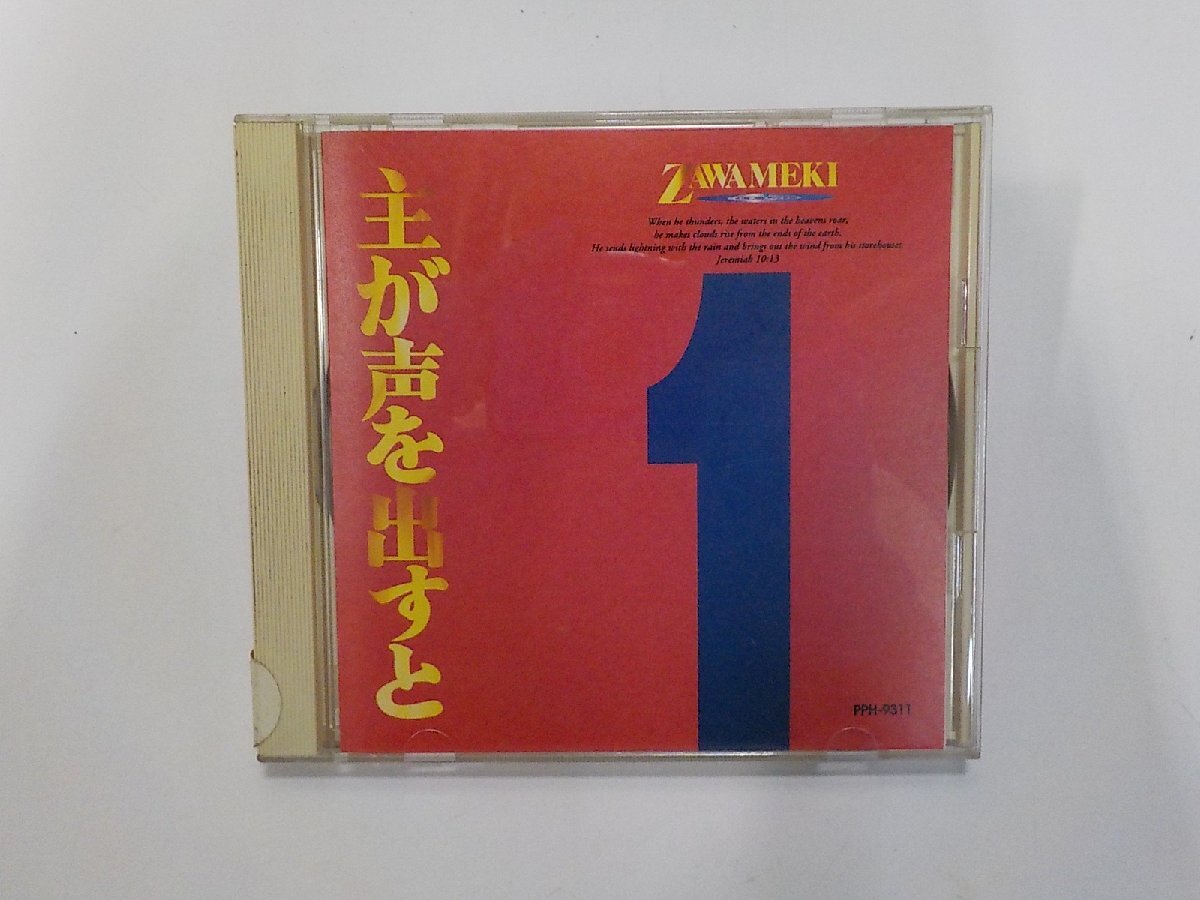 主が声を出すと
ZAWAMEKI
When he thunders, the waters in the heavens roar,
he makes clouds rise from the ends of the earth.
He sends lightning with the rain and brings out the wind from his storehouses
Jeremiah 10:13
1
PPH-9311